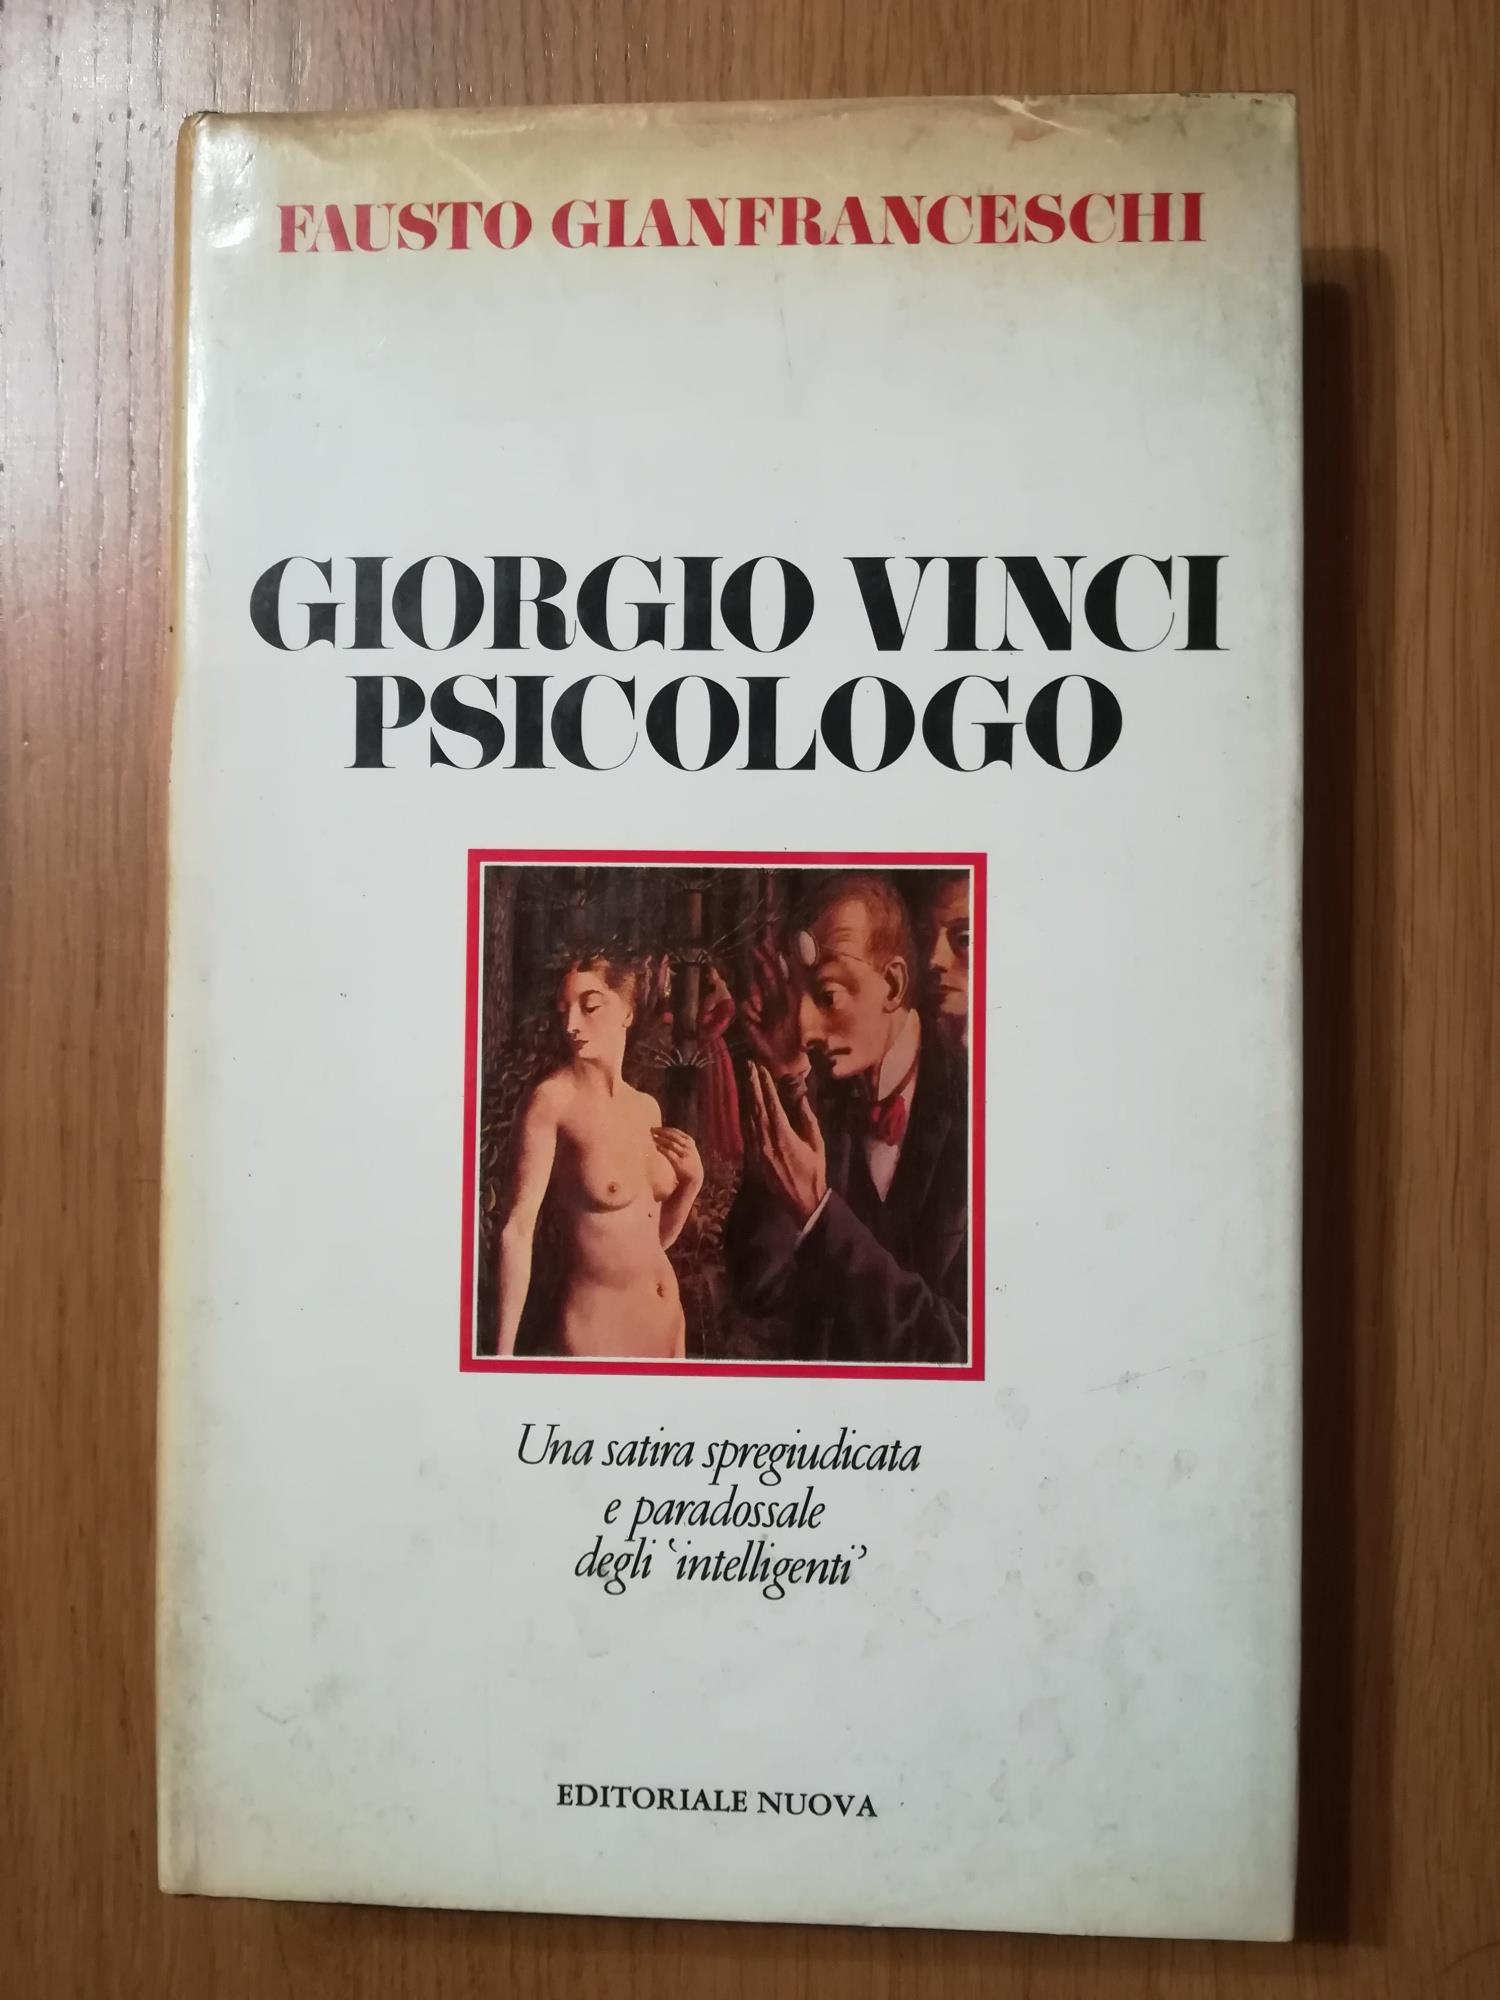 FAUSTO GIANFRANCESCHI
GIORGIO VINCI
PSICOLOGO
Una satira spregiudicata
e paradossale
degli ‘intelligenti’
EDITORIALE NUOVA